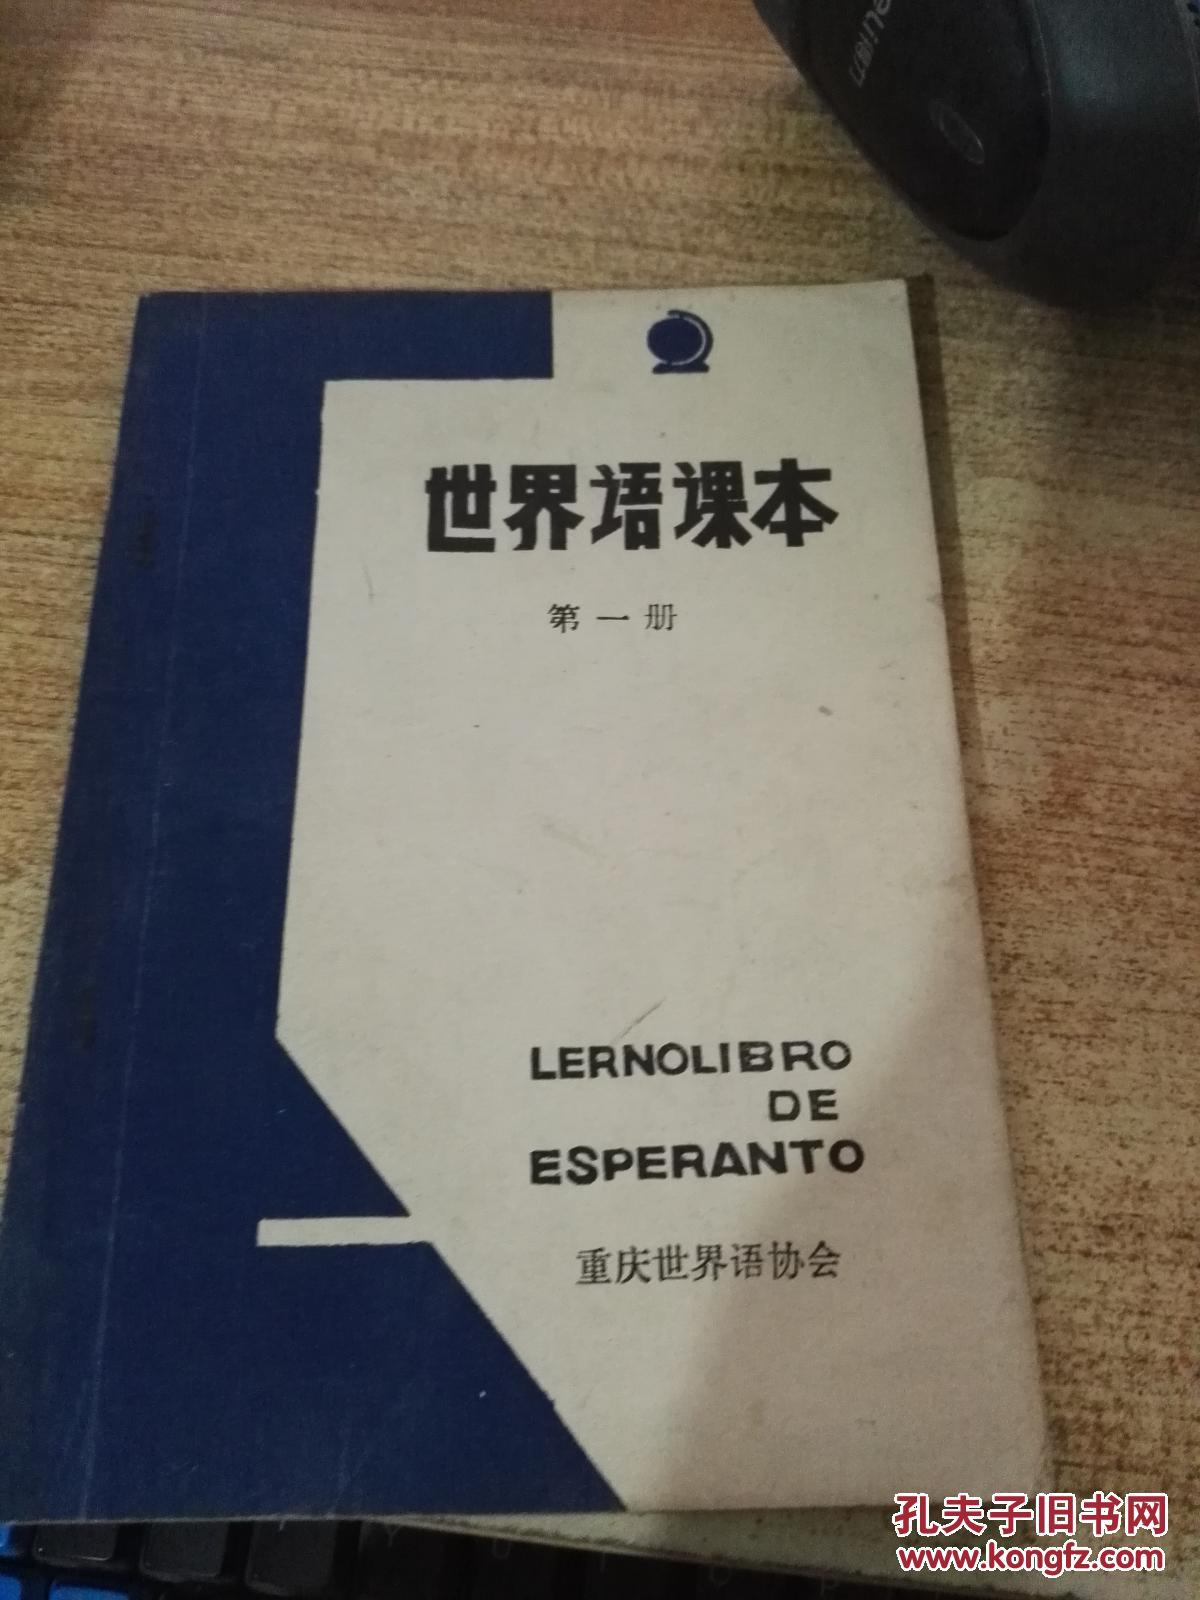 世界语课本
第一册
LERNOLIBRO
DE
ESPERANTO
重庆世界语协会
孔夫子旧书网
www.kongfz.com